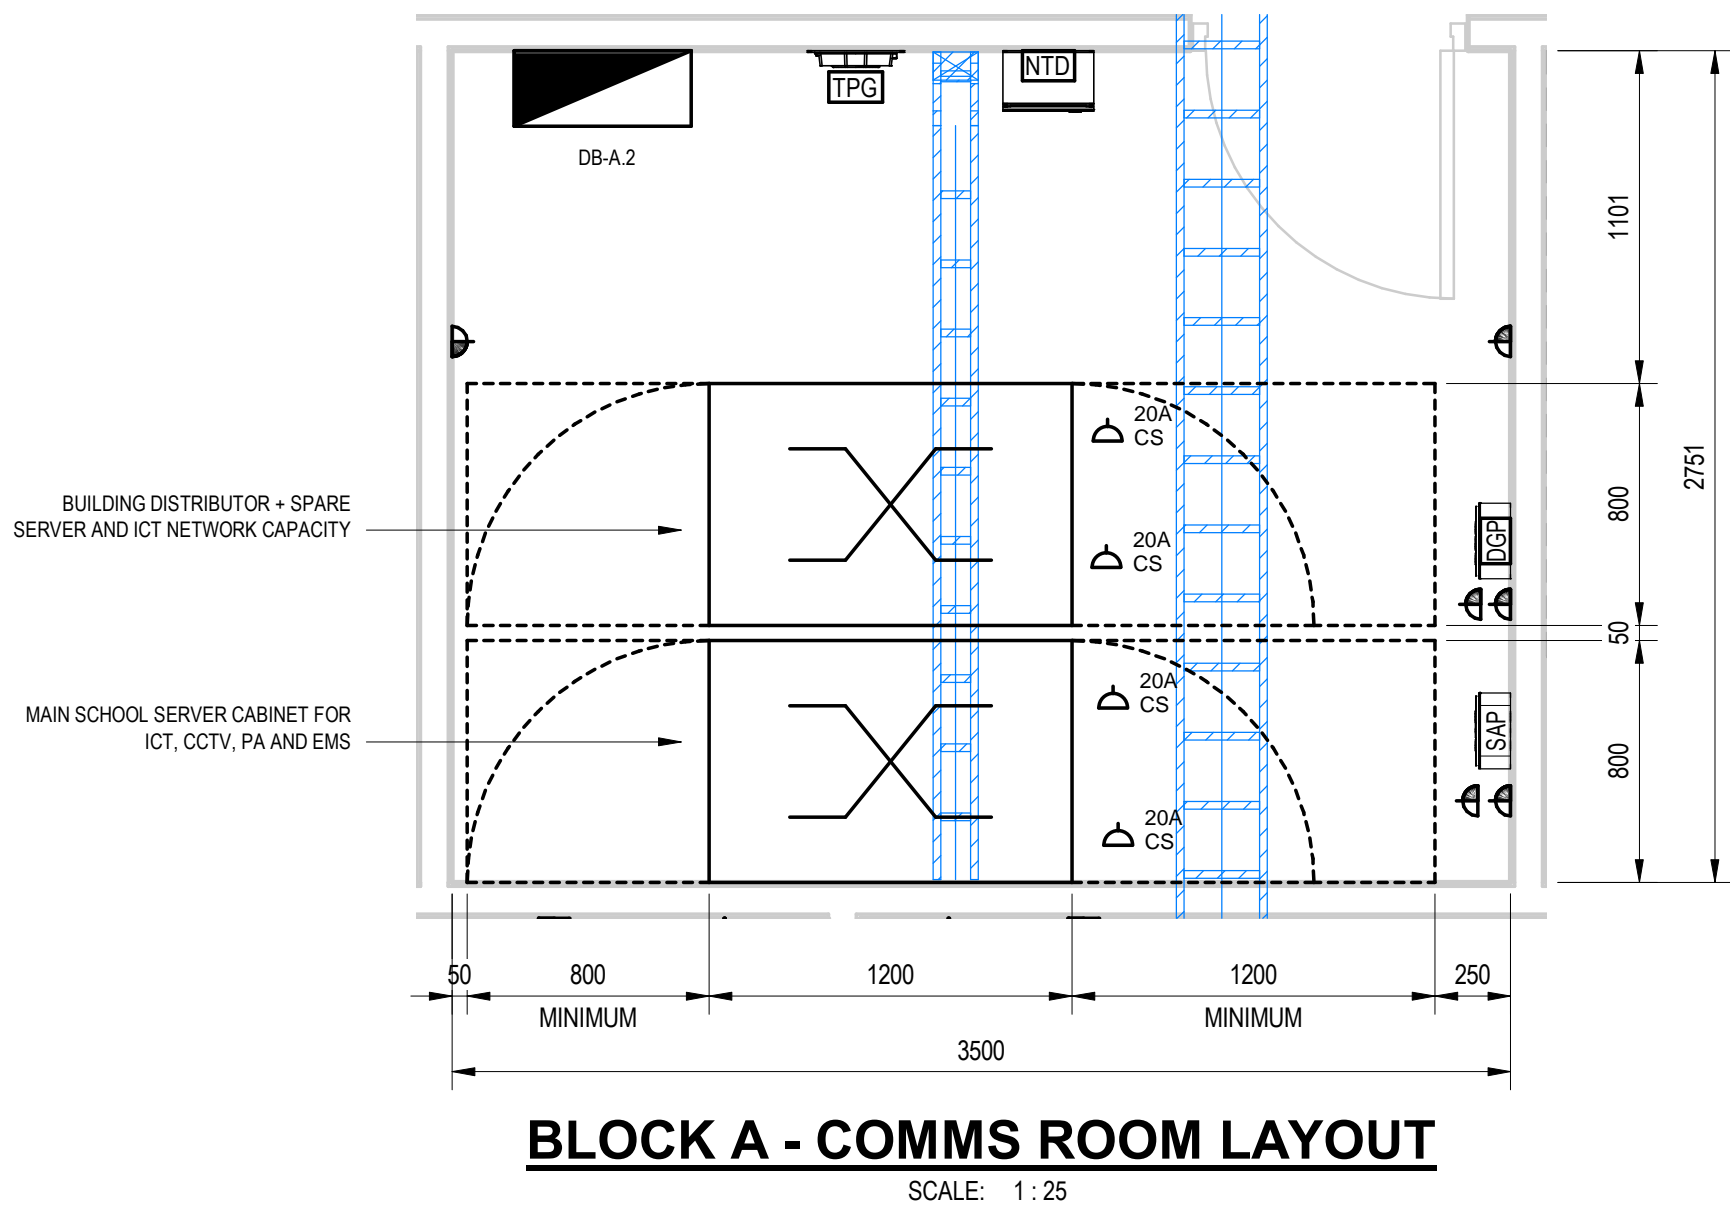 TPG
NTD
DB-A.2
1101
20A
CS
BUILDING DISTRIBUTOR + SPARE
SERVER AND ICT NETWORK CAPACITY
20A
CS
DGP
800
2751
50
20A
CS
MAIN SCHOOL SERVER CABINET FOR
ICT, CCTV, PA AND EMS
SAP
800
20A
CS
50
800
1200
1200
250
MINIMUM
MINIMUM
3500
BLOCK A - COMMS ROOM LAYOUT
SCALE: 1 : 25